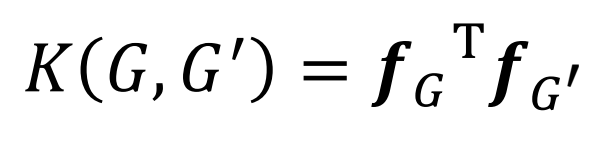 K(G, G′) = f_G^T f_G′